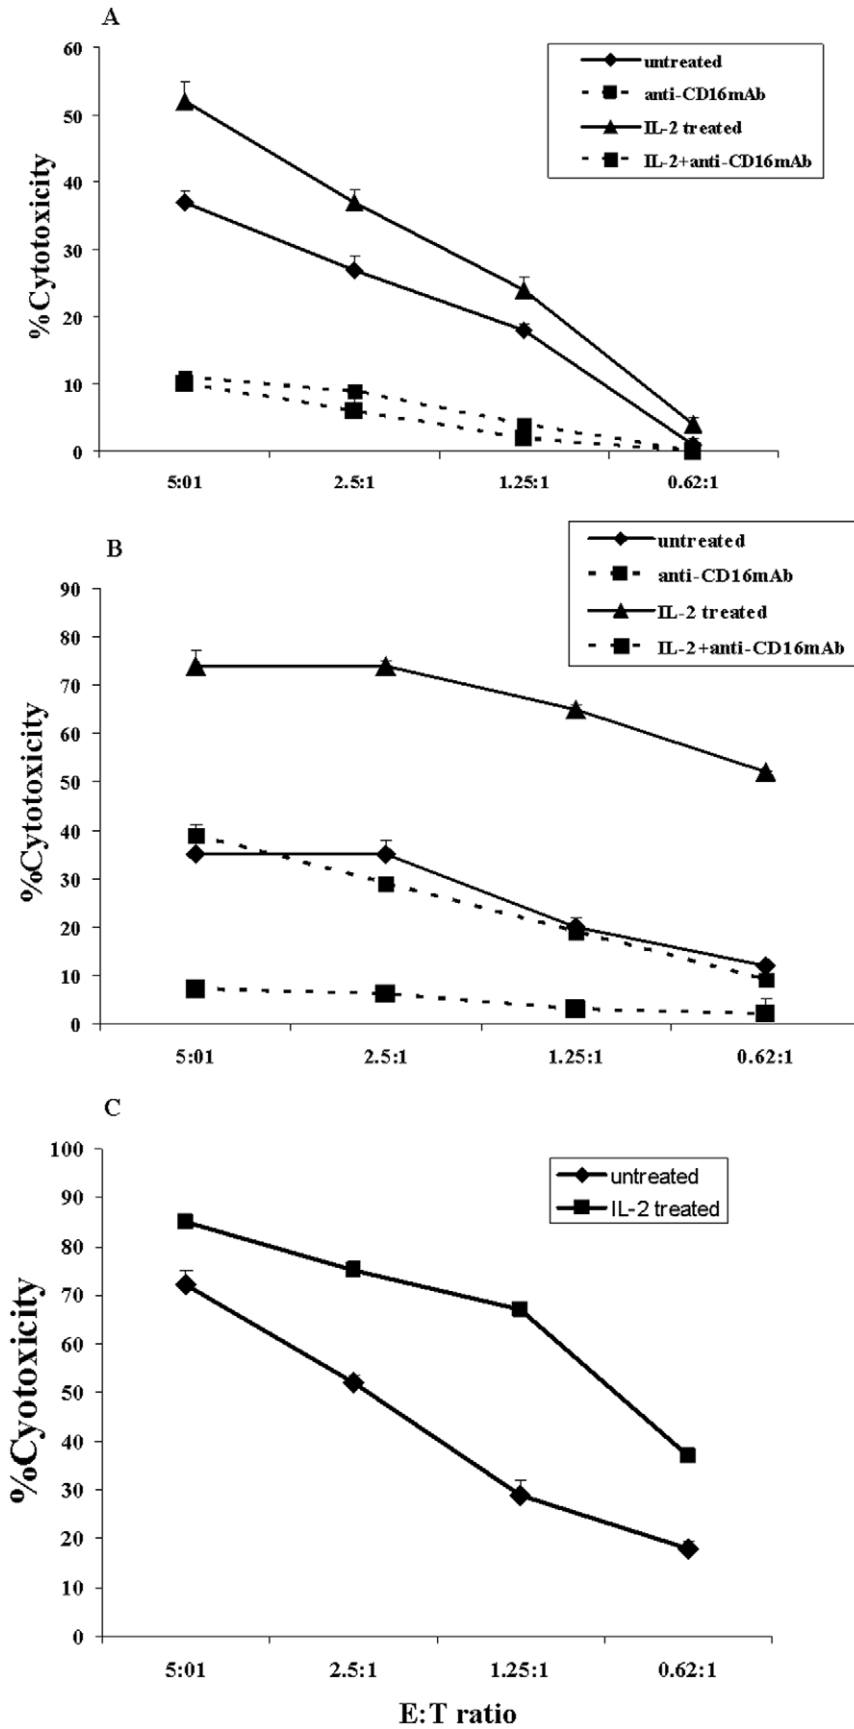 A
60
50
40
30
20
10
0
%Cytotoxicity
untreated
anti-CD16mAb
IL-2 treated
IL-2+anti-CD16mAb
5:01 2.5:1 1.25:1 0.62:1
B
90
80
70
60
50
40
30
20
10
0
%Cytotoxicity
untreated
anti-CD16mAb
IL-2 treated
IL-2+anti-CD16mAb
5:01 2.5:1 1.25:1 0.62:1
C
100
90
80
70
60
50
40
30
20
10
0
%Cyotoxicity
untreated
IL-2 treated
5:01 2.5:1 1.25:1 0.62:1
E:T ratio